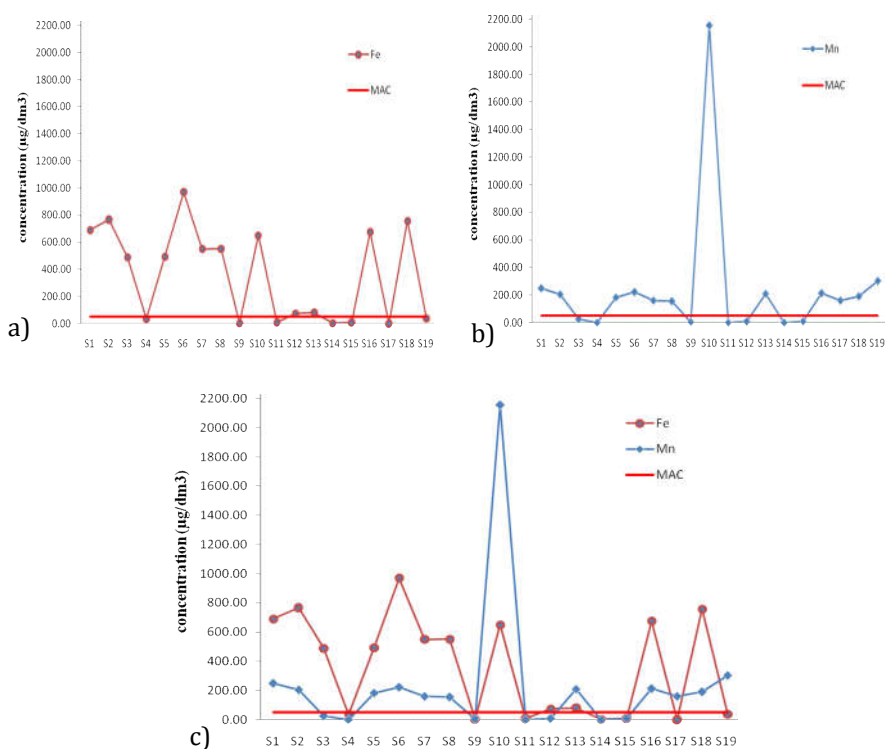 2200.00
2000.00
1800.00
1600.00
1400.00
1200.00
1000.00
800.00
600.00
400.00
200.00
0.00
concentration (µg/dm3)
Fe
MAC
S1 S2 S3 S4 S5 S6 S7 S8 S9 S10 S11 S12 S13 S14 S15 S16 S17 S18 S19
a)
2200.00
2000.00
1800.00
1600.00
1400.00
1200.00
1000.00
800.00
600.00
400.00
200.00
0.00
concentration (µg/dm3)
Mn
MAC
S1 S2 S3 S4 S5 S6 S7 S8 S9 S10 S11 S12 S13 S14 S15 S16 S17 S18 S19
b)
2200.00
2000.00
1800.00
1600.00
1400.00
1200.00
1000.00
800.00
600.00
400.00
200.00
0.00
concentration (µg/dm3)
Fe
Mn
MAC
S1 S2 S3 S4 S5 S6 S7 S8 S9 S10 S11 S12 S13 S14 S15 S16 S17 S18 S19
c)